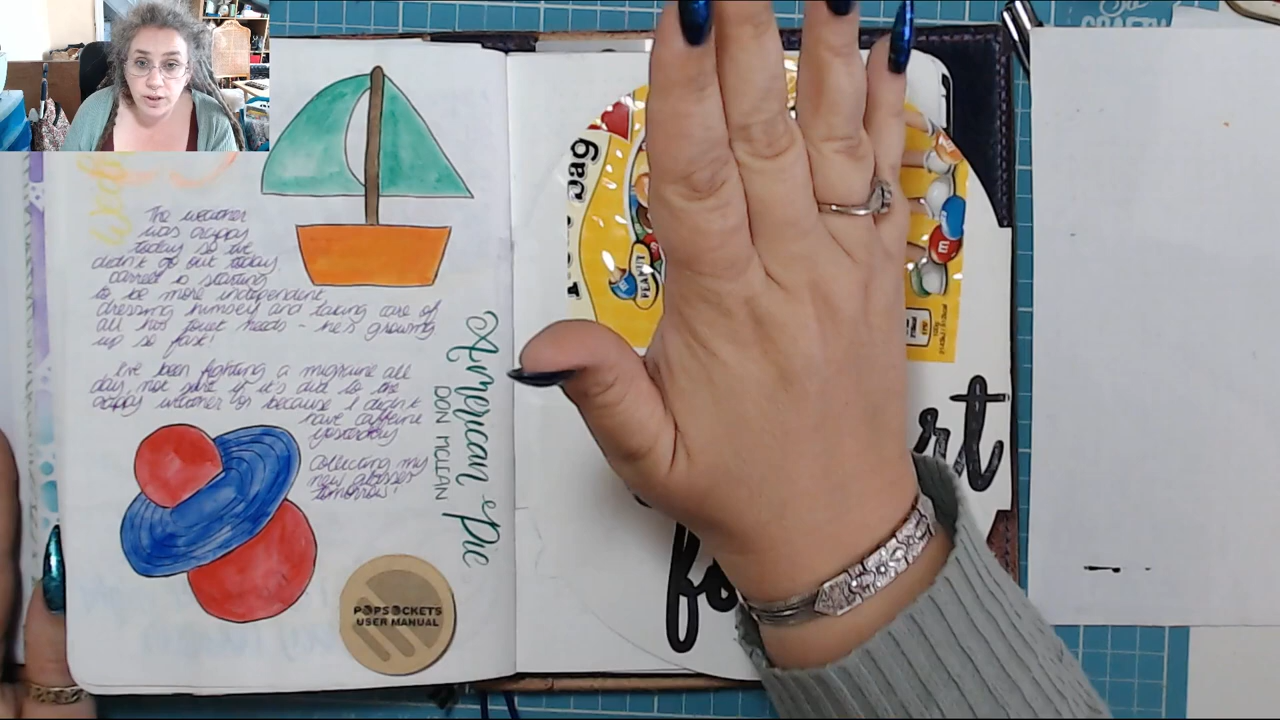 The weather
was crappy
today so we
didn't go out today.
is starting
to be more independent
dressing himself and taking care of
all his toilet needs - he's growing
up so fast!
I've been fighting a migraine all
day, not sure if it's due to the
crappy weather or because I didn't
have caffeine
yesterday
Collecting my
new glasses
tomorrow!
American Pie
DON MCLEAN
POPSOCKETS
USER MANUAL
Bag
PEANUT
m
rt
fo
CRAFTY